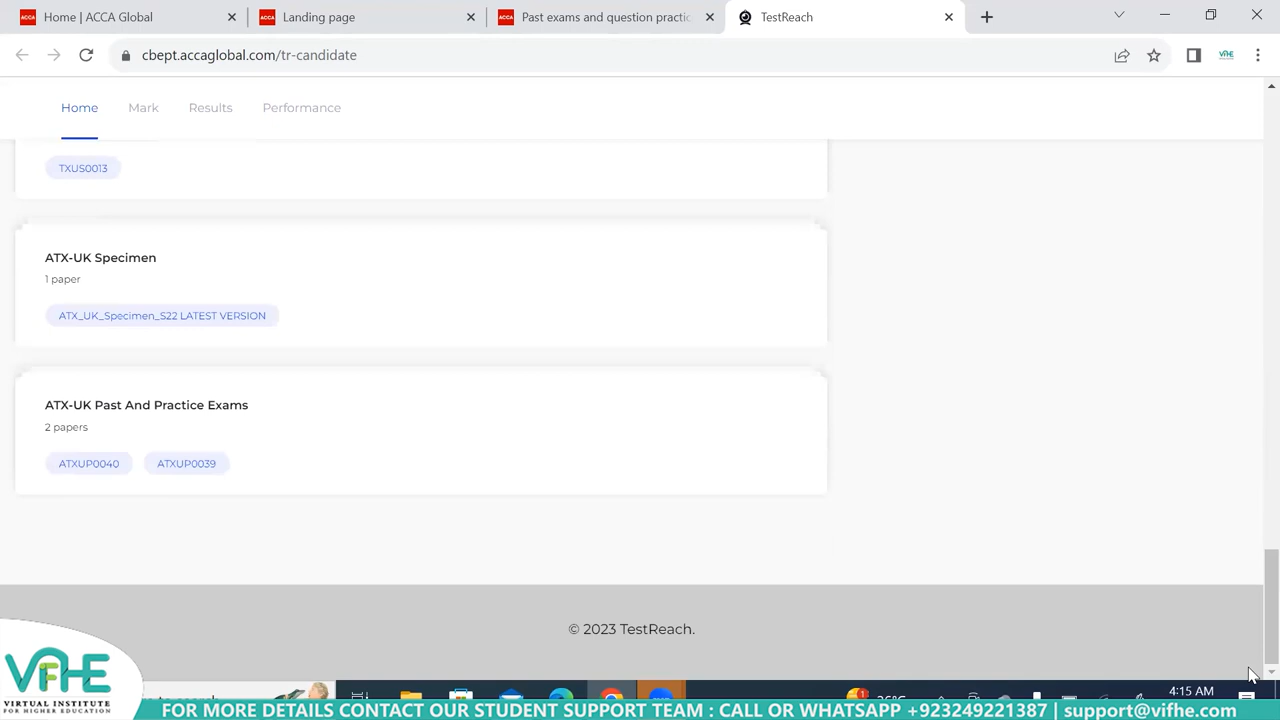 Home | ACCA Global
Landing page
Past exams and question practic
TestReach
cbept.accaglobal.com/tr-candidate
Home
Mark
Results
Performance
TXUS0013
ATX-UK Specimen
1 paper
ATX_UK_Specimen_S22 LATEST VERSION
ATX-UK Past And Practice Exams
2 papers
ATXUP0040 ATXUP0039
© 2023 TestReach.
4:15 AM
VIFHE
VIRTUAL INSTITUTE
FOR HIGHER EDUCATION
FOR MORE DETAILS CONTACT OUR STUDENT SUPPORT TEAM : CALL OR WHATSAPP +923249221387 | support@vifhe.com